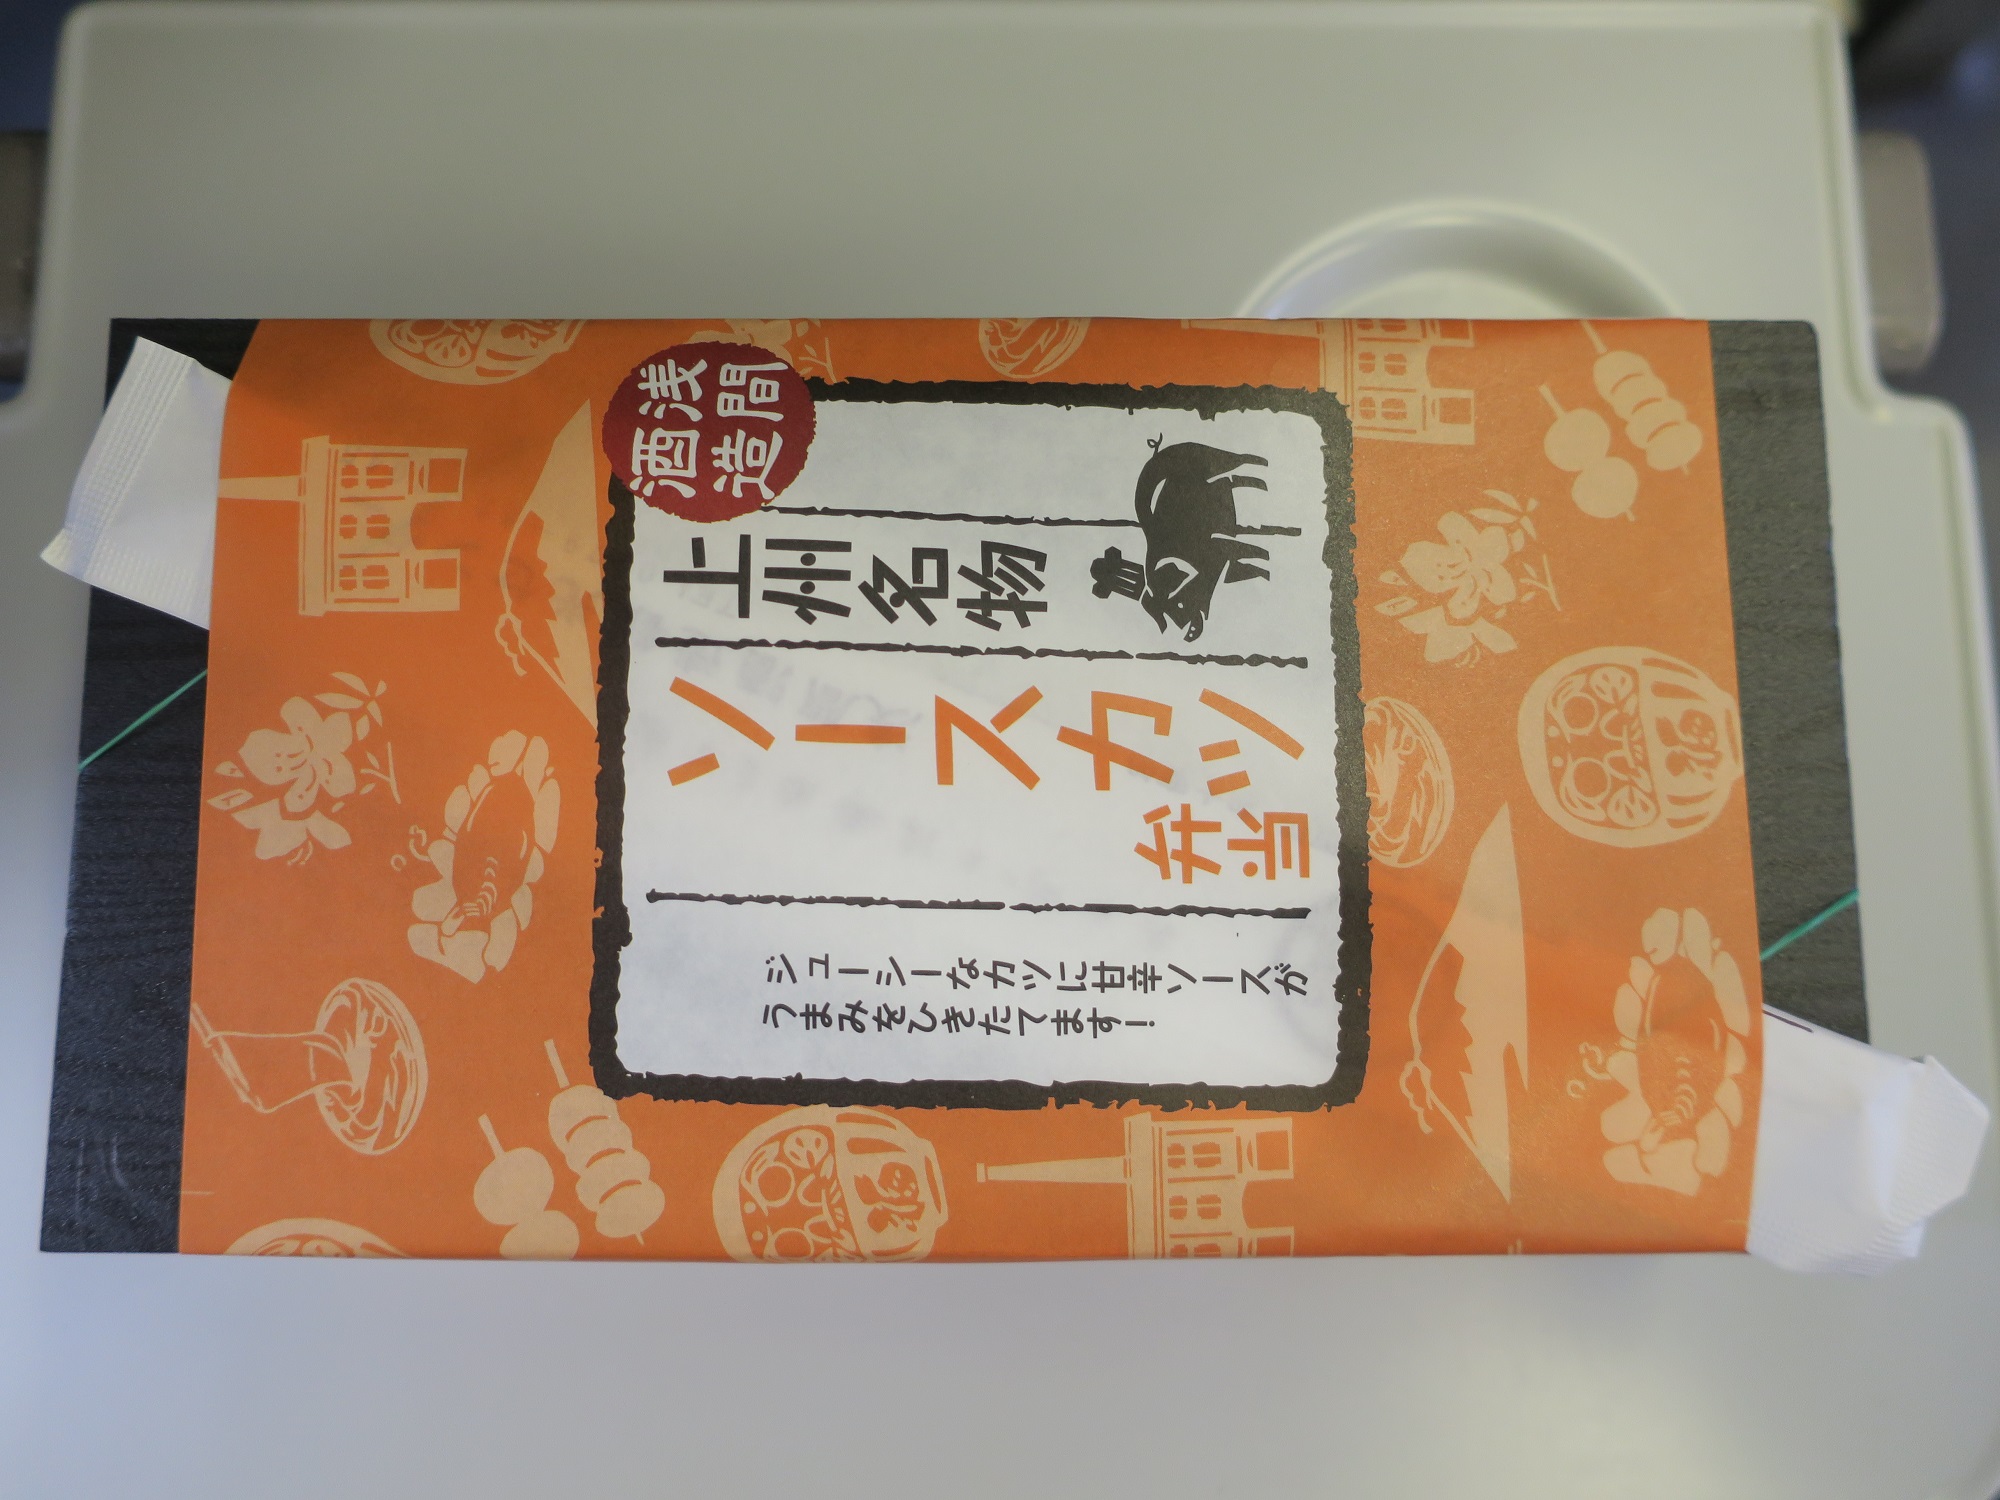 浅間
酒造
上州名物
ソースカツ
弁当
ジューシーなカツに甘辛ソースが
うまみをひきたてます!